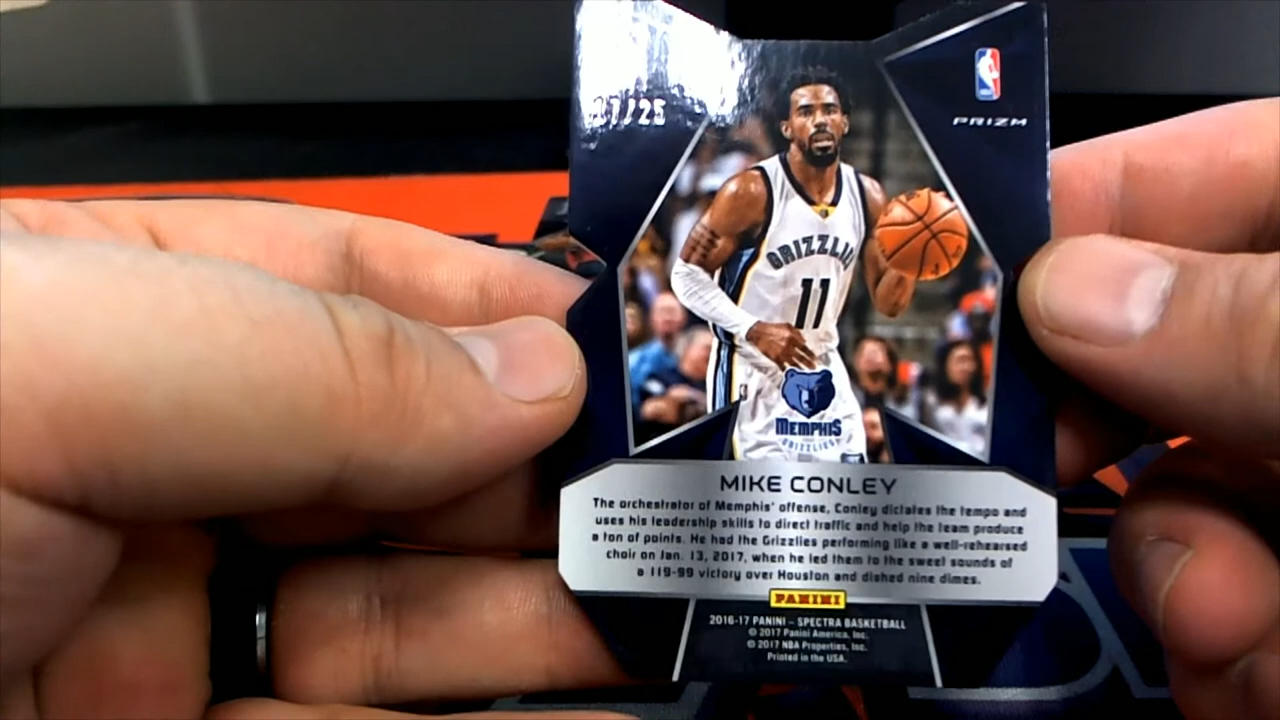 17/25
PRIZM
GRIZZLIE
11
MEMPHIS
GRIZZLIES
MIKE CONLEY
The orchestrator of Memphis' offense, Conley dictates the tempo and
uses his leadership skills to direct traffic and help the team produce
a ton of points. He had the Grizzlies performing like a well-rehearsed
choir on Jan. 13, 2017, when he led them to the sweet sounds of
a 119-99 victory over Houston and dished nine dimes.
PANINI
2016-17 PANINI – SPECTRA BASKETBALL
© 2017 Panini America, Inc.
© 2017 NBA Properties, Inc.
Printed in the USA.